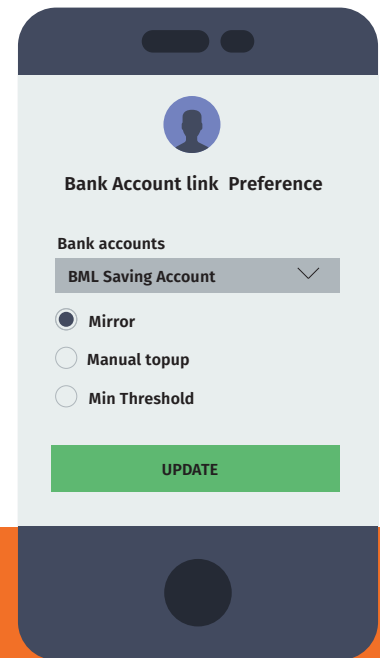 Bank Account link Preference
Bank accounts
BML Saving Account
Mirror
Manual topup
Min Threshold
UPDATE